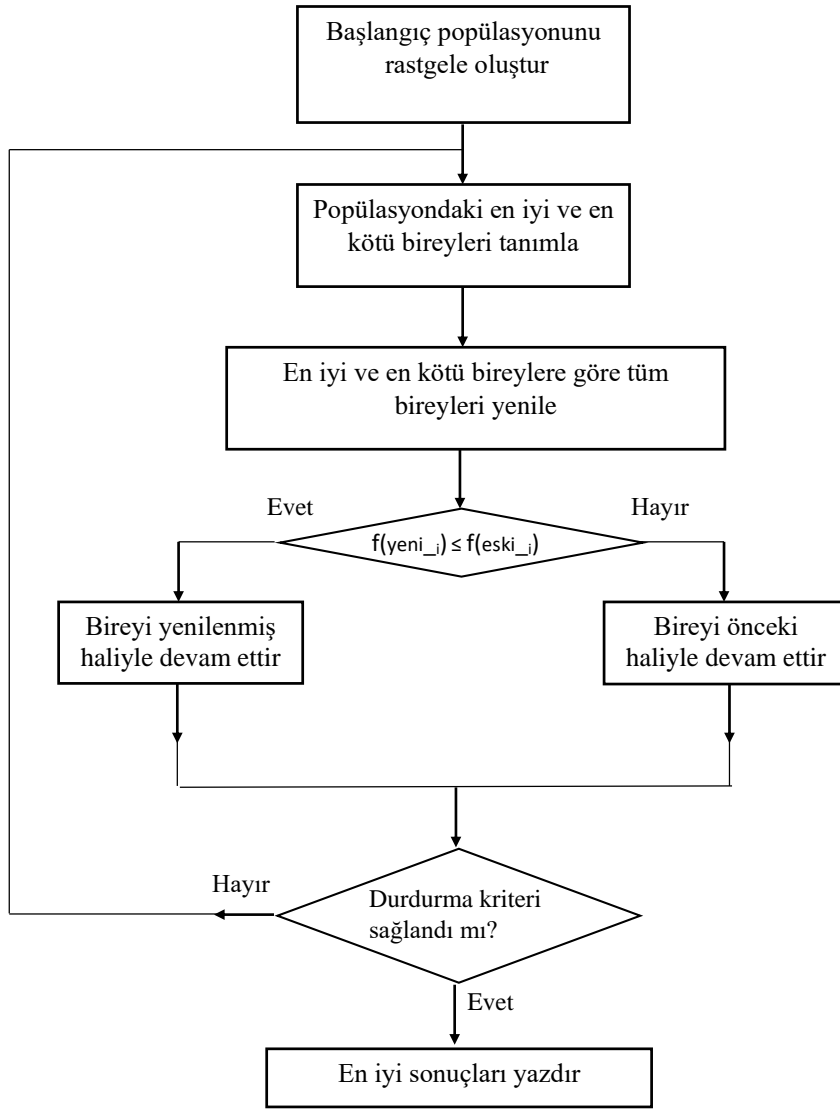 Başlangıç popülasyonunu
rastgele oluştur
Popülasyondaki en iyi ve en
kötü bireyleri tanımla
En iyi ve en kötü bireylere göre tüm
bireyleri yenile
Evet
Hayır
f(yeni_i) ≤ f(eski_i)
Bireyi yenilenmiş
haliyle devam ettir
Bireyi önceki
haliyle devam ettir
Hayır
Durdurma kriteri
sağlandı mı?
Evet
En iyi sonuçları yazdır